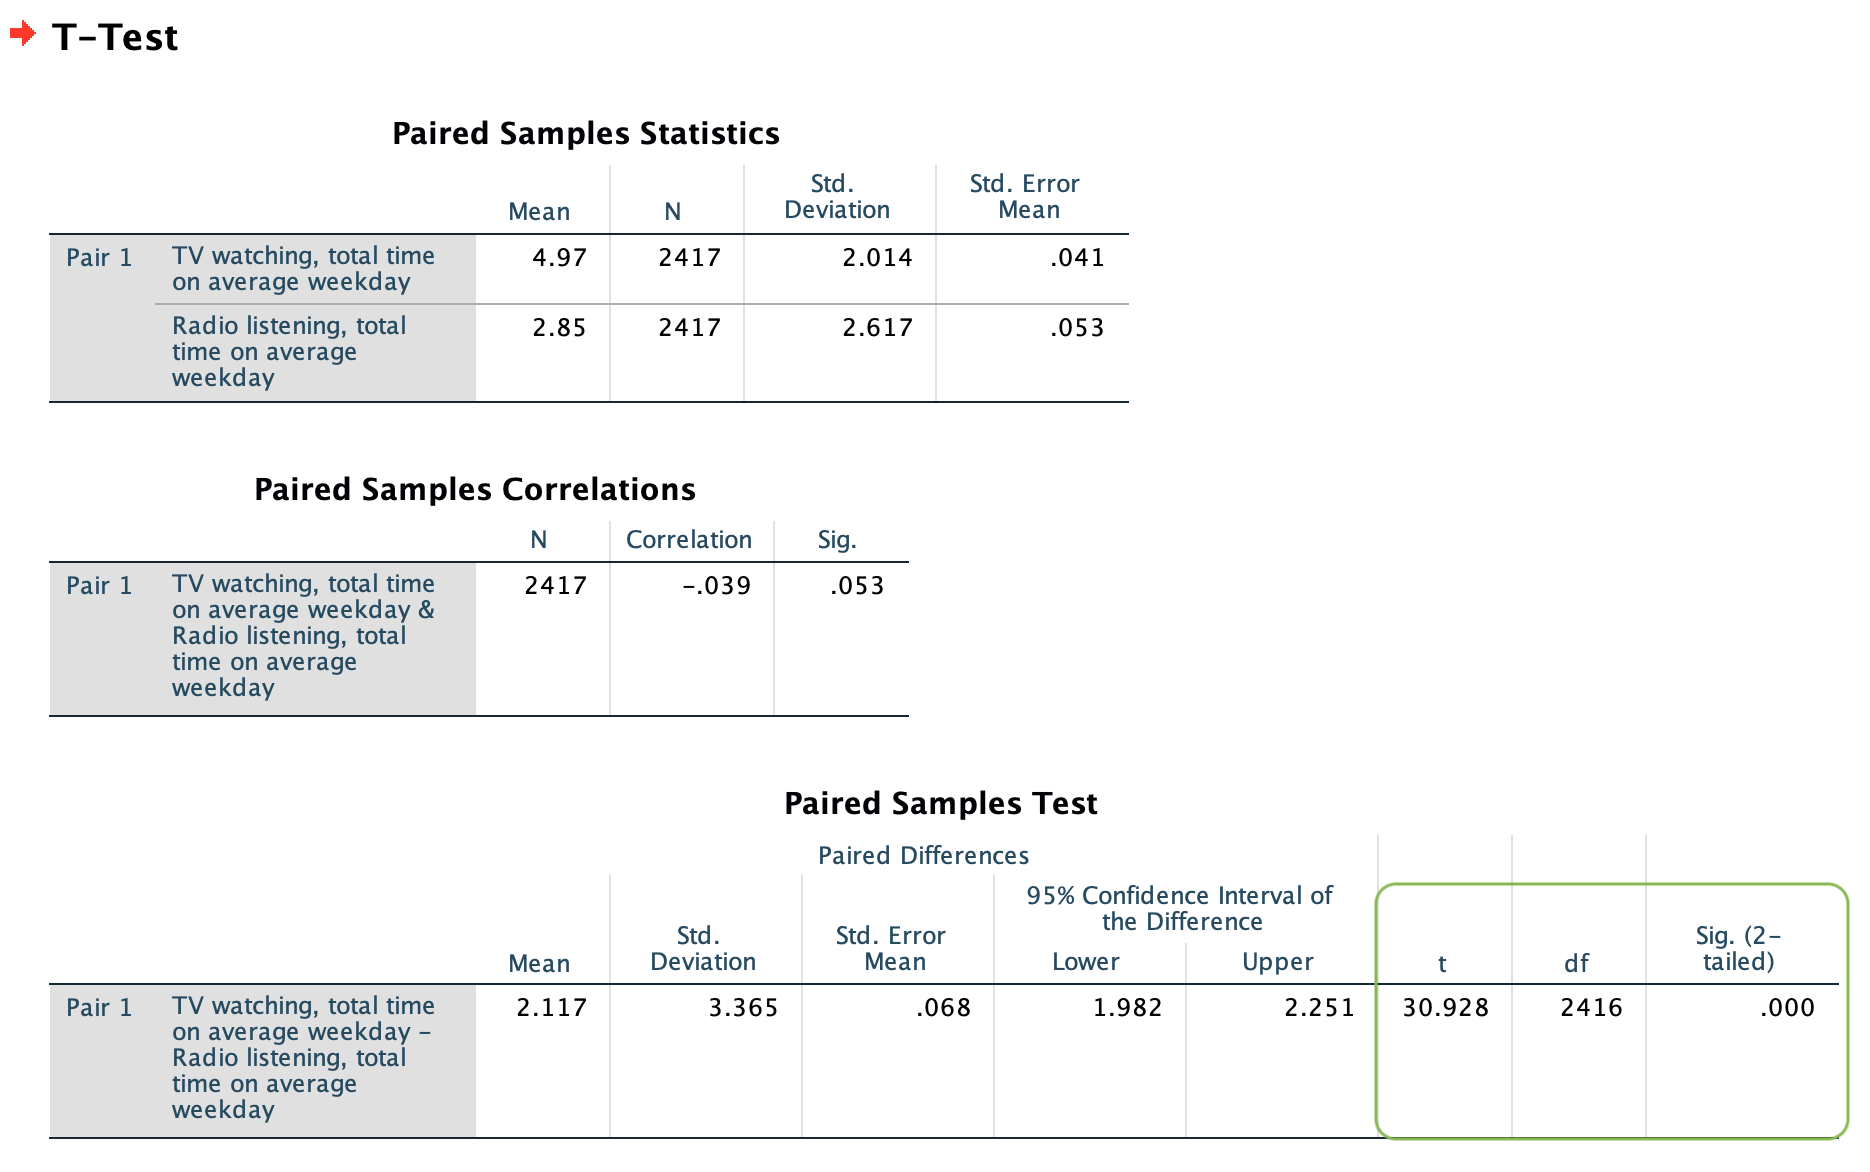 T-Test
Paired Samples Statistics
Mean N Std. Deviation Std. Error Mean
Pair 1 TV watching, total time on average weekday 4.97 2417 2.014 .041
Radio listening, total time on average weekday 2.85 2417 2.617 .053
Paired Samples Correlations
N Correlation Sig.
Pair 1 TV watching, total time on average weekday & Radio listening, total time on average weekday 2417 -.039 .053
Paired Samples Test
Paired Differences
95% Confidence Interval of the Difference
Mean Std. Deviation Std. Error Mean Lower Upper t df Sig. (2-tailed)
Pair 1 TV watching, total time on average weekday - Radio listening, total time on average weekday 2.117 3.365 .068 1.982 2.251 30.928 2416 .000